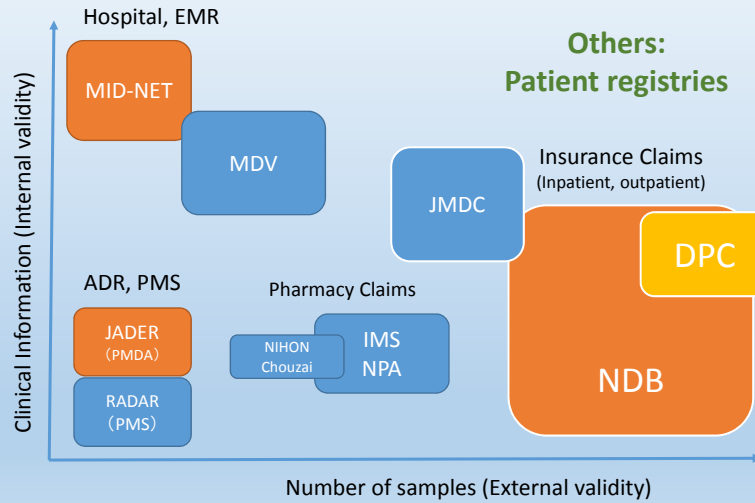 Hospital, EMR
Others:
Patient registries
MID-NET
MDV
Insurance Claims
(Inpatient, outpatient)
JMDC
DPC
ADR, PMS
Pharmacy Claims
JADER
（PMDA）
NIHON
Chouzai
IMS
NPA
RADAR
（PMS）
NDB
Clinical Information (Internal validity)
Number of samples (External validity)